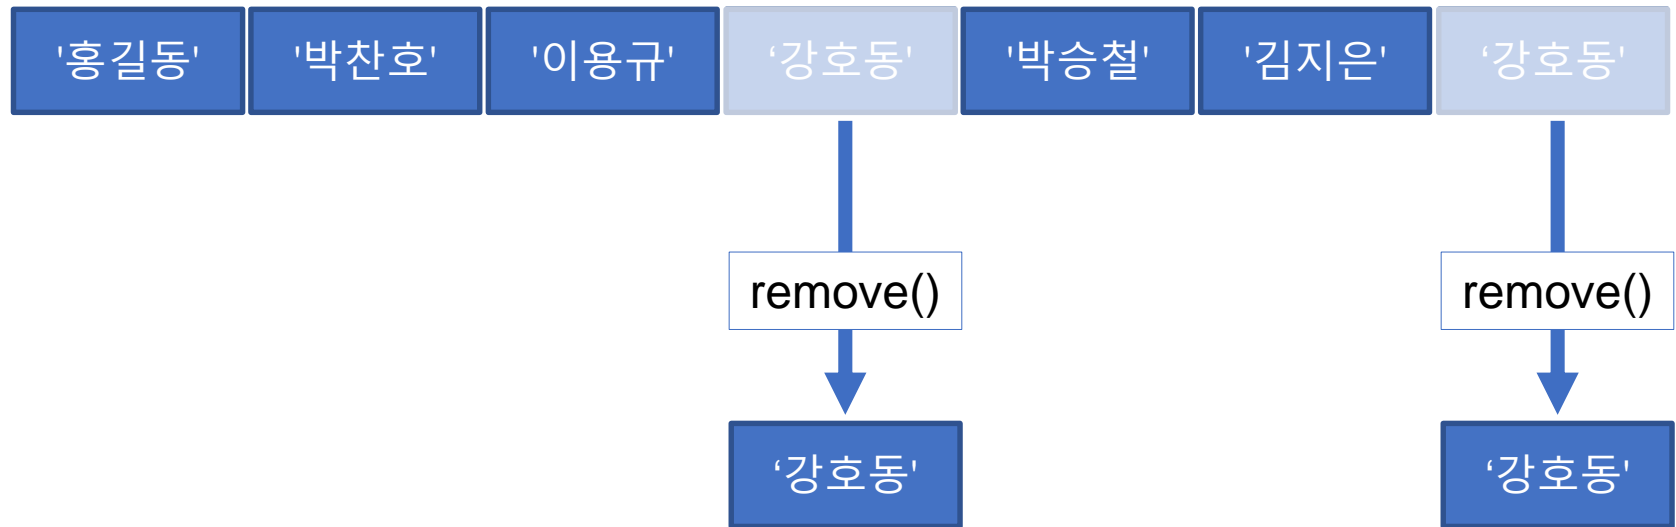 '홍길동' '박찬호' '이용규' ‘강호동' '박승철' '김지은' ‘강호동'
remove() remove()
‘강호동' ‘강호동'